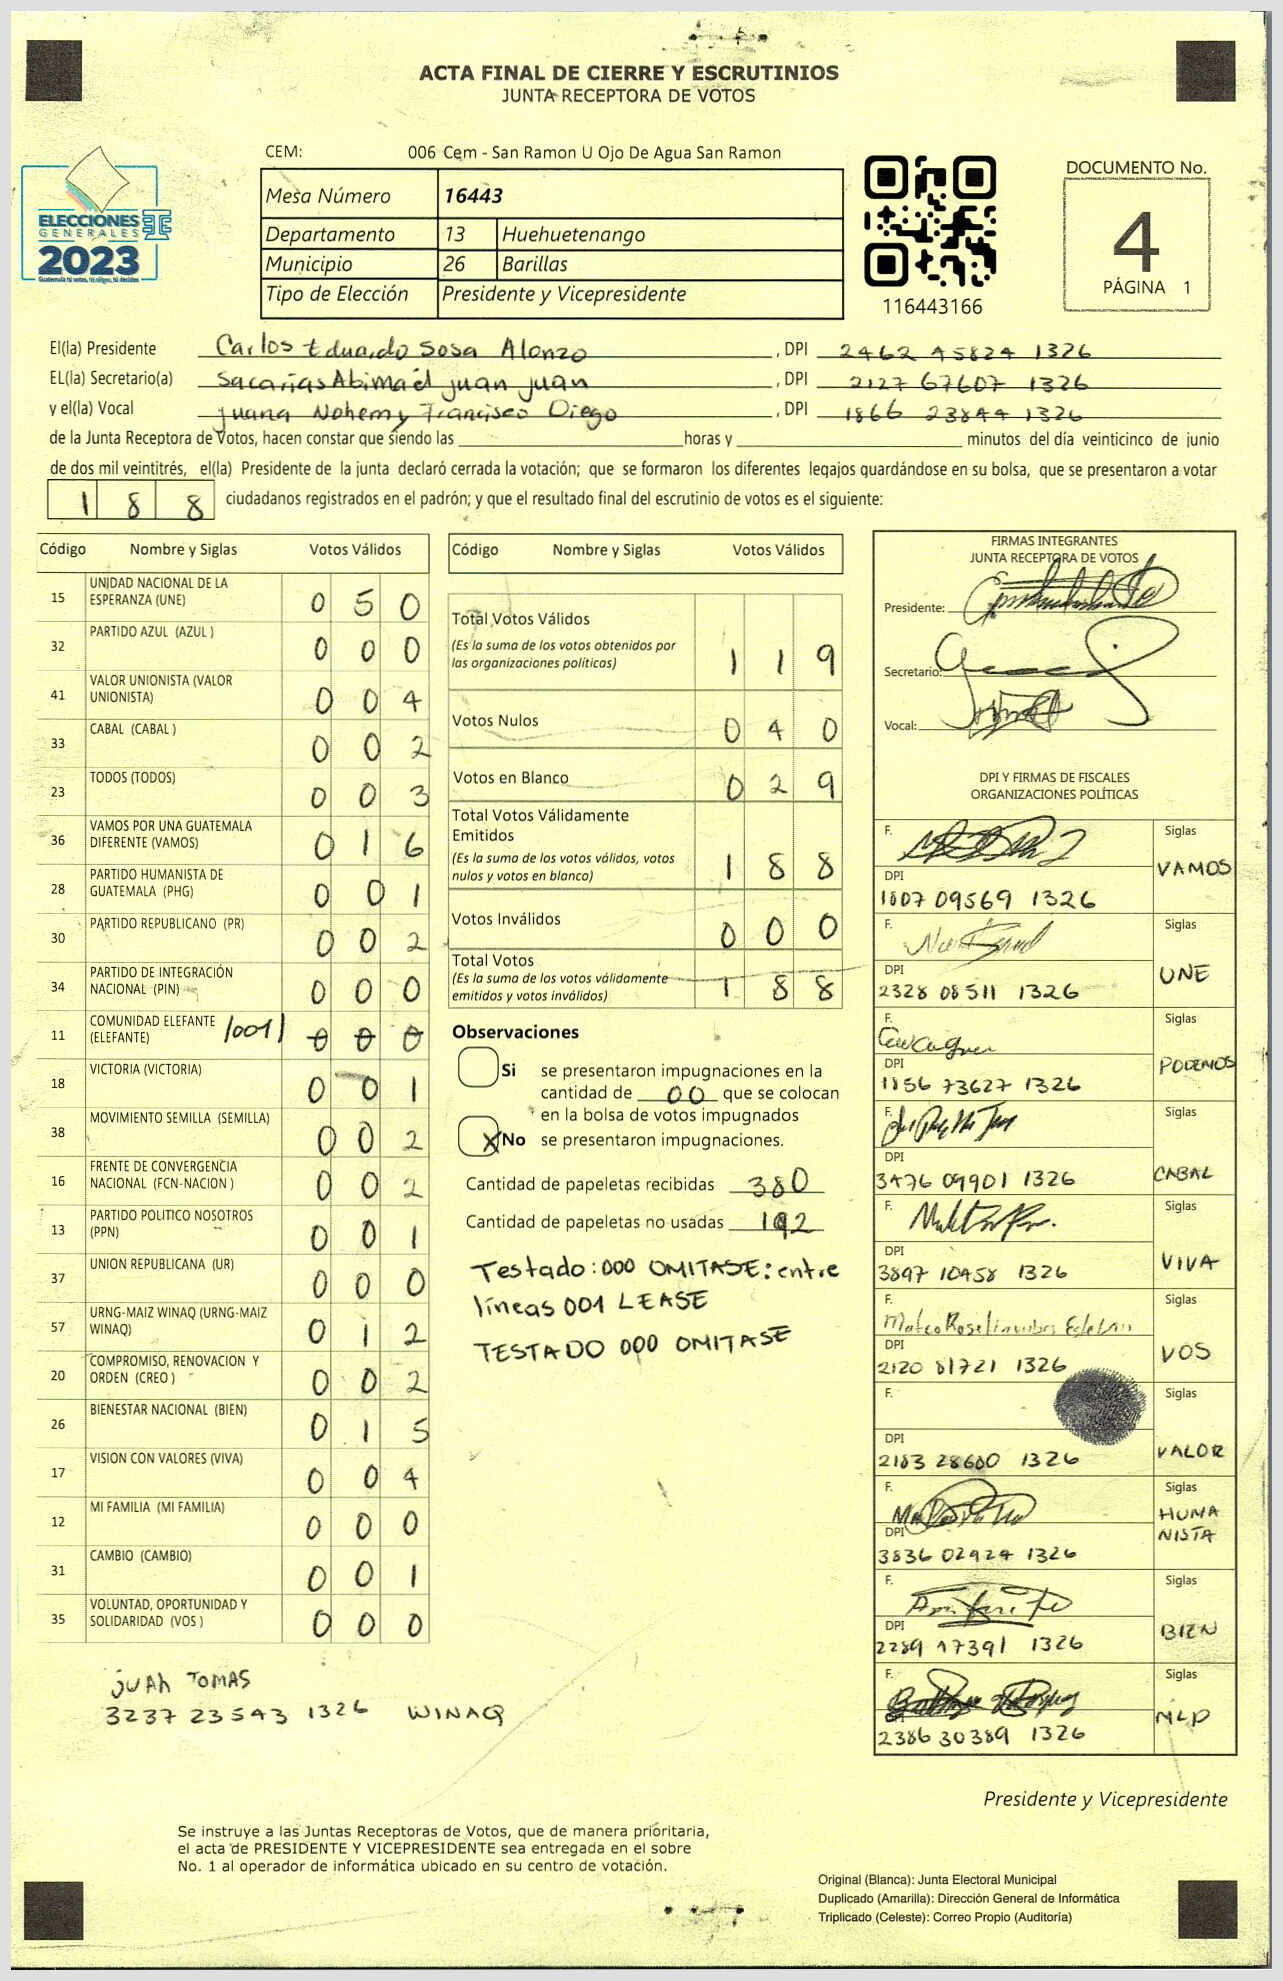 ACTA FINAL DE CIERRE Y ESCRUTINIOS
JUNTA RECEPTORA DE VOTOS
ELECCIONES
GENERALES
2023
Guatemala tú votas, tú eliges, tú decides
CEM: 006 Cem - San Ramon U Ojo De Agua San Ramon
Mesa Número 16443
Departamento 13 Huehuetenango
Municipio 26 Barillas
Tipo de Elección Presidente y Vicepresidente
116443166
DOCUMENTO No.
4
PÁGINA 1
El(la) Presidente Carlos Eduardo Sosa Alonzo , DPI 2462 45824 1326
EL(la) Secretario(a) Sacarías Abimaél juan juan , DPI 2127 67607 1326
y el(la) Vocal juana Nohemy Francisco Diego , DPI 1866 23844 1326
de la Junta Receptora de Votos, hacen constar que siendo las horas y minutos del día veinticinco de junio
de dos mil veintitrés, el(la) Presidente de la junta declaró cerrada la votación; que se formaron los diferentes legajos guardándose en su bolsa, que se presentaron a votar
188 ciudadanos registrados en el padrón; y que el resultado final del escrutinio de votos es el siguiente:
Código Nombre y Siglas Votos Válidos
15 UNIDAD NACIONAL DE LA ESPERANZA (UNE) 0 5 0
32 PARTIDO AZUL (AZUL ) 0 0 0
41 VALOR UNIONISTA (VALOR UNIONISTA) 0 0 4
33 CABAL (CABAL ) 0 0 2
23 TODOS (TODOS) 0 0 3
36 VAMOS POR UNA GUATEMALA DIFERENTE (VAMOS) 0 1 6
28 PARTIDO HUMANISTA DE GUATEMALA (PHG) 0 0 1
30 PARTIDO REPUBLICANO (PR) 0 0 2
34 PARTIDO DE INTEGRACIÓN NACIONAL (PIN) 0 0 0
11 COMUNIDAD ELEFANTE (ELEFANTE) /001/ 0 0 0
18 VICTORIA (VICTORIA) 0 0 1
38 MOVIMIENTO SEMILLA (SEMILLA) 0 0 2
16 FRENTE DE CONVERGENCIA NACIONAL (FCN-NACION ) 0 0 2
13 PARTIDO POLITICO NOSOTROS (PPN) 0 0 1
37 UNION REPUBLICANA (UR) 0 0 0
57 URNG-MAIZ WINAQ (URNG-MAIZ WINAQ) 0 1 2
20 COMPROMISO, RENOVACION Y ORDEN (CREO ) 0 0 2
26 BIENESTAR NACIONAL (BIEN) 0 1 5
17 VISION CON VALORES (VIVA) 0 0 4
12 MI FAMILIA (MI FAMILIA) 0 0 0
31 CAMBIO (CAMBIO) 0 0 1
35 VOLUNTAD, OPORTUNIDAD Y SOLIDARIDAD (VOS ) 0 0 0
juan TOMAS
3237 23543 1326 WINAQ
Código Nombre y Siglas Votos Válidos
Total Votos Válidos 1 1 9
(Es la suma de los votos obtenidos por
las organizaciones políticas)
Votos Nulos 0 4 0
Votos en Blanco 0 2 9
Total Votos Válidamente
Emitidos 1 8 8
(Es la suma de los votos válidos, votos
nulos y votos en blanco)
Votos Inválidos 0 0 0
Total Votos 1 8 8
(Es la suma de los votos válidamente
emitidos y votos inválidos)
Observaciones
Si se presentaron impugnaciones en la
cantidad de 00 que se colocan
en la bolsa de votos impugnados
X No se presentaron impugnaciones.
Cantidad de papeletas recibidas 380
Cantidad de papeletas no usadas 192
Testado: 000 OMITASE: entre
líneas 001 LEASE
TESTADO 000 OMITASE
FIRMAS INTEGRANTES
JUNTA RECEPTORA DE VOTOS
Presidente:
Secretario:
Vocal:
DPI Y FIRMAS DE FISCALES
ORGANIZACIONES POLÍTICAS
F. Siglas
VAMOS
DPI
1807 09569 1326
F. Siglas
UNE
DPI
2328 08511 1326
F. Siglas
PODEMOS
DPI
1856 73627 1326
F. Siglas
CABAL
DPI
3476 09901 1326
F. Siglas
VIVA
DPI
3897 10458 1326
F. Siglas
VOS
DPI
2120 81721 1326
F. Siglas
VALOR
DPI
2183 28600 1326
F. Siglas
HUMA
NISTA
DPI
3836 02924 1326
F. Siglas
BIEN
DPI
2289 17391 1326
F. Siglas
MLP
2386 30389 1326
Presidente y Vicepresidente
Se instruye a las Juntas Receptoras de Votos, que de manera prioritaria,
el acta de PRESIDENTE Y VICEPRESIDENTE sea entregada en el sobre
No. 1 al operador de informática ubicado en su centro de votación.
Original (Blanca): Junta Electoral Municipal
Duplicado (Amarilla): Dirección General de Informática
Triplicado (Celeste): Correo Propio (Auditoría)